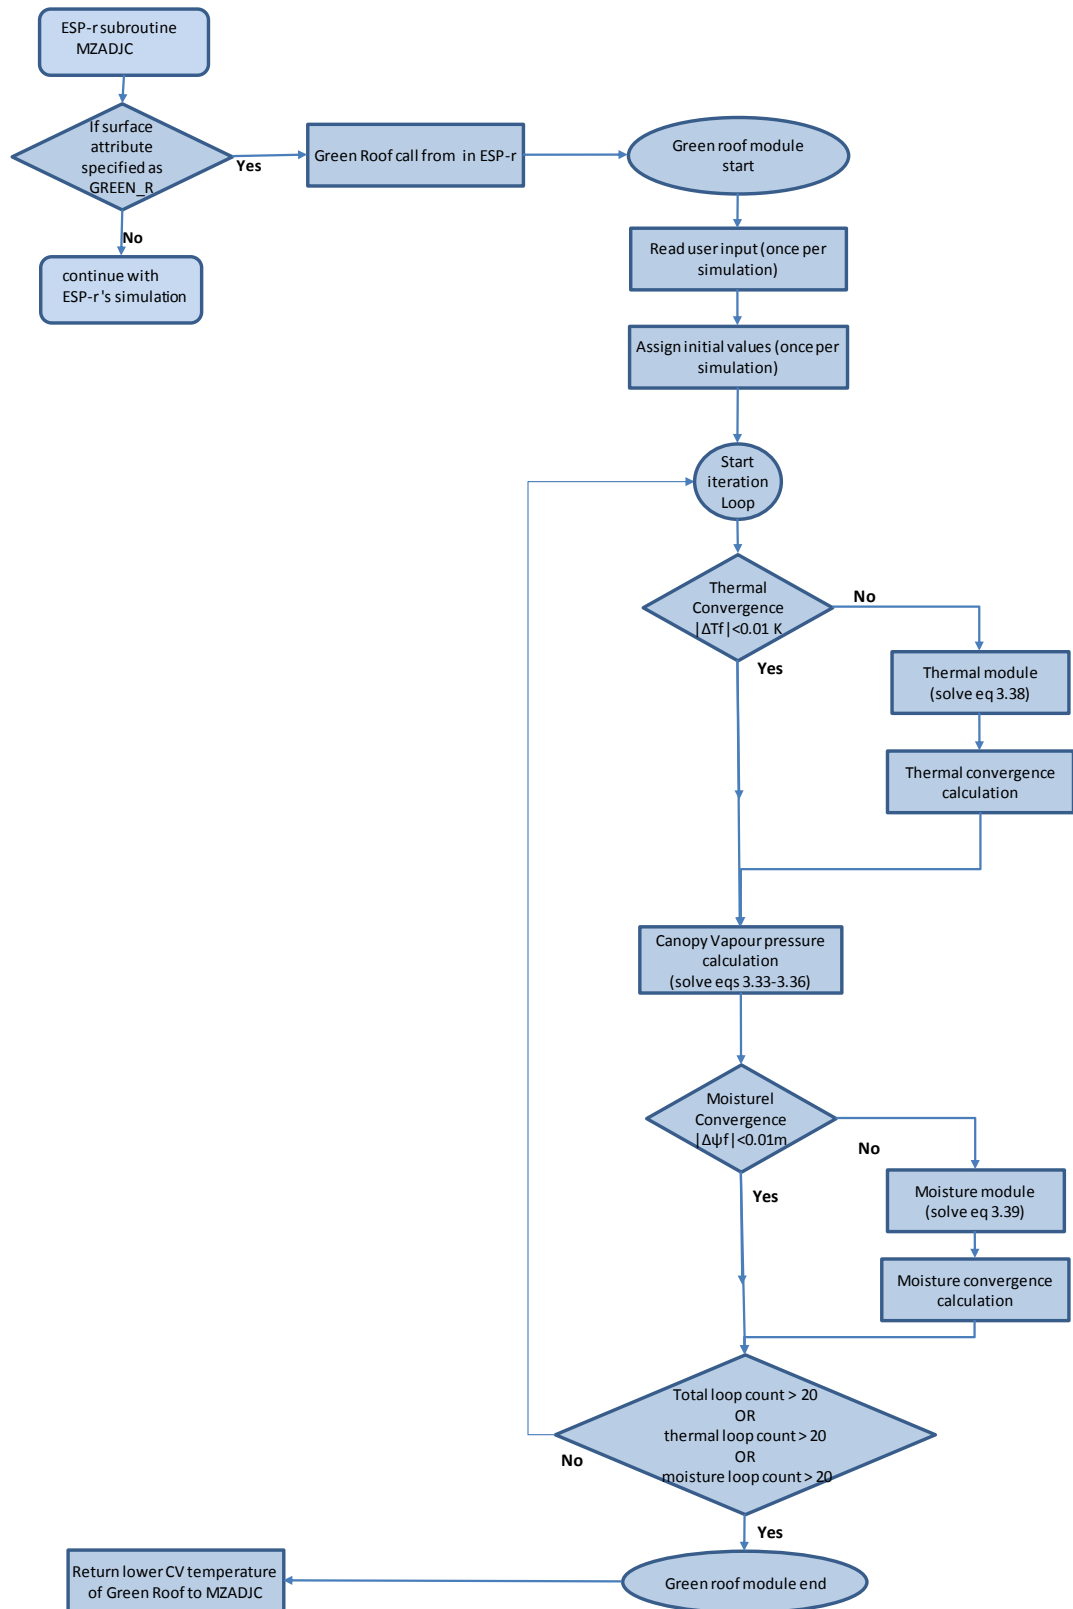 ESP-r subroutine
MZADJC
If surface
attribute
specified as
GREEN_R
Yes
Green Roof call from in ESP-r
Green roof module
start
No
continue with
ESP-r 's simulation
Read user input (once per
simulation)
Assign initial values (once per
simulation)
Start
iteration
Loop
Thermal
Convergence
|ΔTf|<0.01 K
No
Yes
Thermal module
(solve eq 3.38)
Thermal convergence
calculation
Canopy Vapour pressure
calculation
(solve eqs 3.33-3.36)
Moisturel
Convergence
|Δψf|<0.01m
No
Yes
Moisture module
(solve eq 3.39)
Moisture convergence
calculation
Total loop count > 20
OR
thermal loop count > 20
OR
moisture loop count > 20
No
Yes
Green roof module end
Return lower CV temperature
of Green Roof to MZADJC